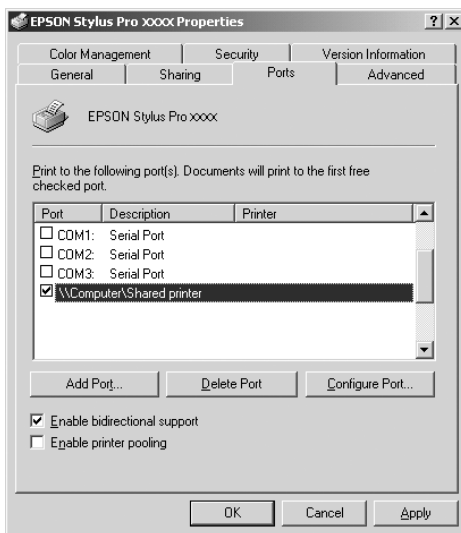 EPSON Stylus Pro XXXX Properties
Color Management Security Version Information
General Sharing Ports Advanced
EPSON Stylus Pro xxxx
Print to the following port(s). Documents will print to the first free
checked port.
Port Description Printer
COM1: Serial Port
COM2: Serial Port
COM3: Serial Port
\\Computer\Shared printer
Add Port... Delete Port Configure Port...
Enable bidirectional support
Enable printer pooling
OK Cancel Apply